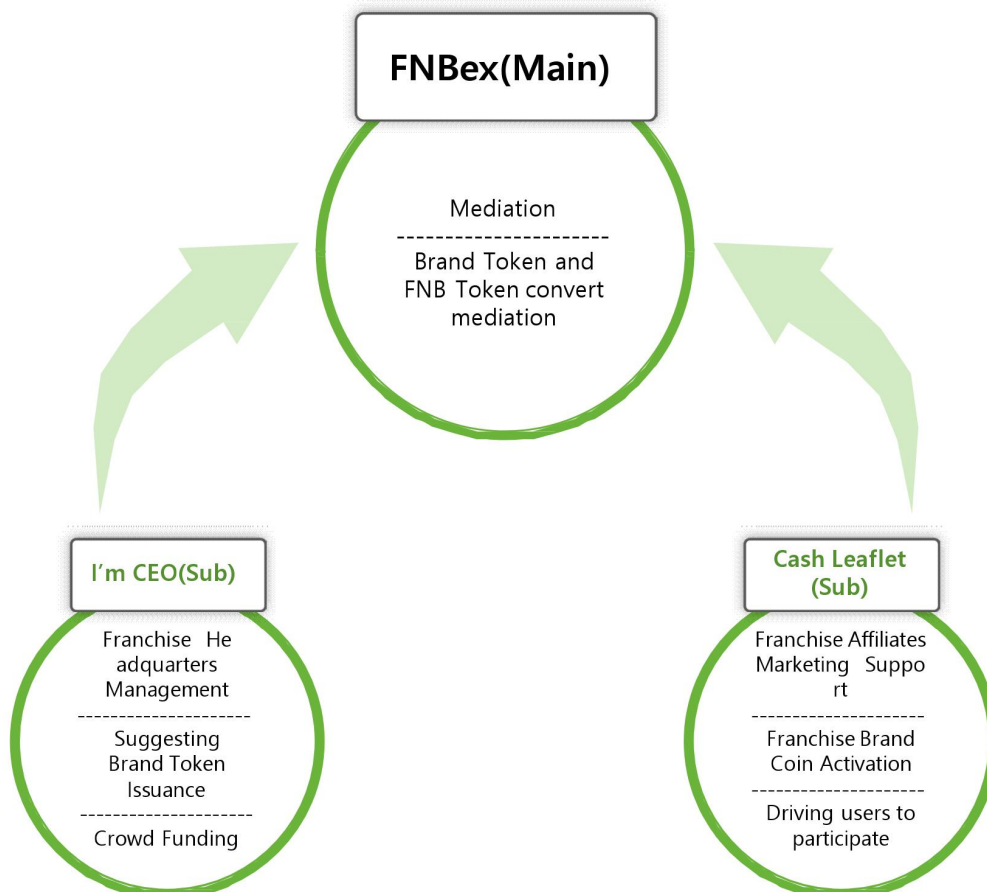 FNBex(Main)
Mediation
----------------------
Brand Token and
FNB Token convert
mediation
I'm CEO(Sub)
Franchise He
adquarters
Management
----------------------
Suggesting
Brand Token
Issuance
----------------------
Crowd Funding
Cash Leaflet
(Sub)
Franchise Affiliates
Marketing Suppo
rt
----------------------
Franchise Brand
Coin Activation
----------------------
Driving users to
participate